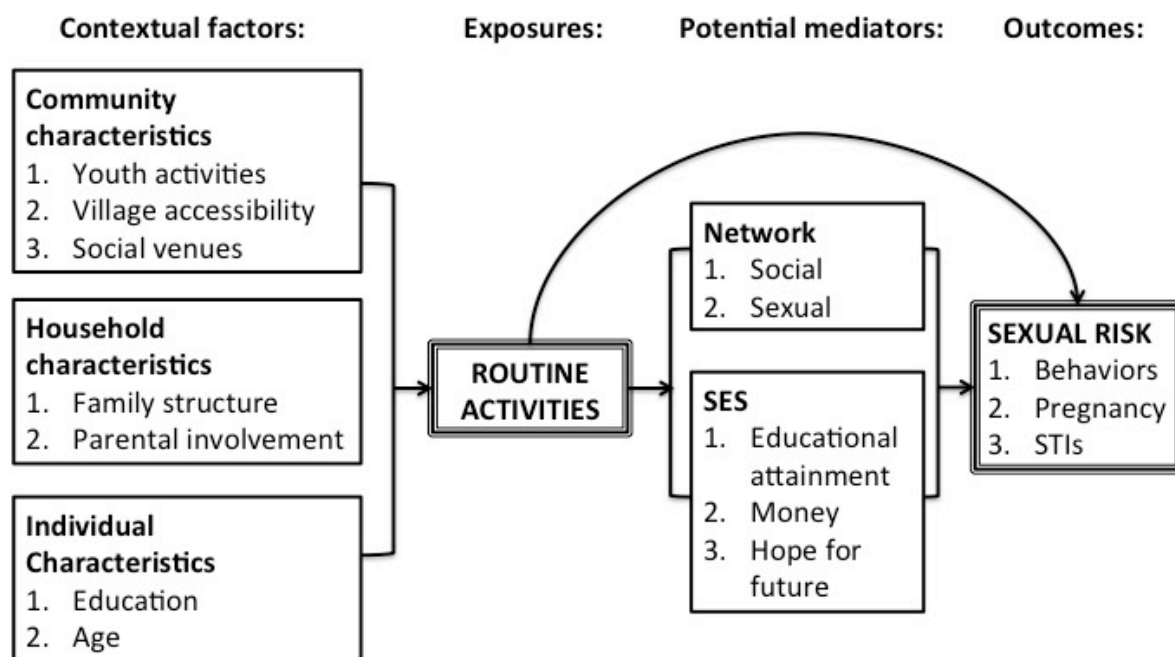 Contextual factors:
Exposures:
Potential mediators:
Outcomes:
Community
characteristics
1. Youth activities
2. Village accessibility
3. Social venues
Household
characteristics
1. Family structure
2. Parental involvement
Individual
Characteristics
1. Education
2. Age
ROUTINE
ACTIVITIES
Network
1. Social
2. Sexual
SES
1. Educational
attainment
2. Money
3. Hope for
future
SEXUAL RISK
1. Behaviors
2. Pregnancy
3. STIs